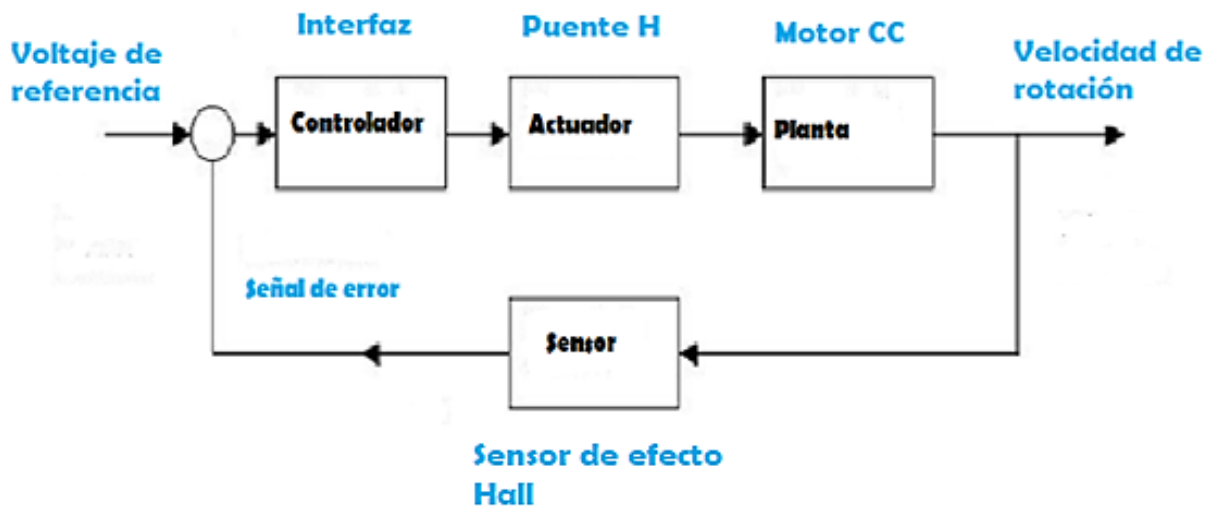 Interfaz
Puente H
Motor CC
Voltaje de
referencia
Velocidad de
rotación
Controlador
Actuador
Planta
Señal de error
Sensor
Sensor de efecto
Hall